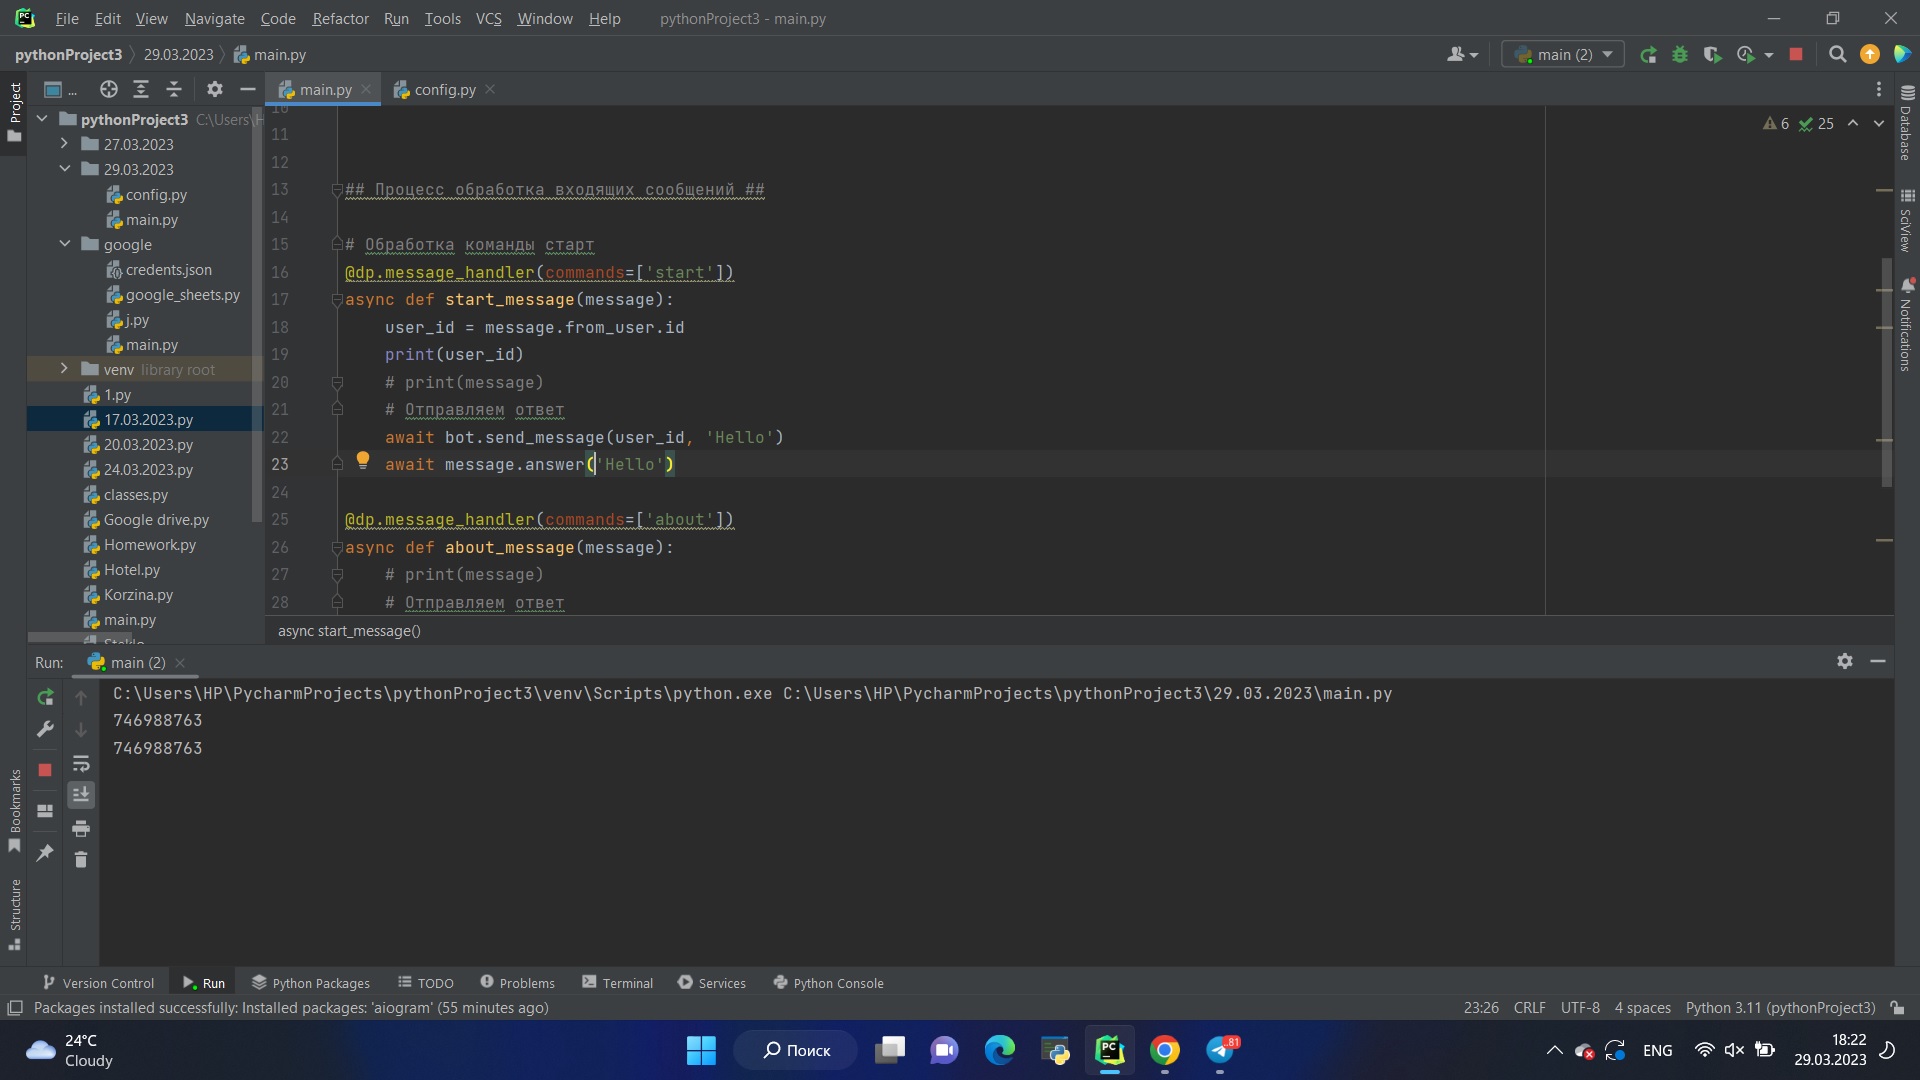 File Edit View Navigate Code Refactor Run Tools VCS Window Help pythonProject3 - main.py
pythonProject3 29.03.2023 main.py main (2)
Project
... main.py config.py
pythonProject3 C:\Users\H
27.03.2023
29.03.2023
config.py
main.py
google
credents.json
google_sheets.py
j.py
main.py
venv library root
1.py
17.03.2023.py
20.03.2023.py
24.03.2023.py
classes.py
Google drive.py
Homework.py
Hotel.py
Korzina.py
main.py
10
11
12
13 ## Процесс обработка входящих сообщений ##
14
15 # Обработка команды старт
16 @dp.message_handler(commands=['start'])
17 async def start_message(message):
18 user_id = message.from_user.id
19 print(user_id)
20 # print(message)
21 # Отправляем ответ
22 await bot.send_message(user_id, 'Hello')
23 await message.answer('Hello')
24
25 @dp.message_handler(commands=['about'])
26 async def about_message(message):
27 # print(message)
28 # Отправляем ответ
6 25
async start_message()
Database
SciView
Notifications
Run: main (2)
C:\Users\HP\PycharmProjects\pythonProject3\venv\Scripts\python.exe C:\Users\HP\PycharmProjects\pythonProject3\29.03.2023\main.py
746988763
746988763
Bookmarks
Structure
Version Control Run Python Packages TODO Problems Terminal Services Python Console
Packages installed successfully: Installed packages: 'aiogram' (55 minutes ago) 23:26 CRLF UTF-8 4 spaces Python 3.11 (pythonProject3)
24°C
Cloudy
Поиск
PC
81
ENG
18:22
29.03.2023